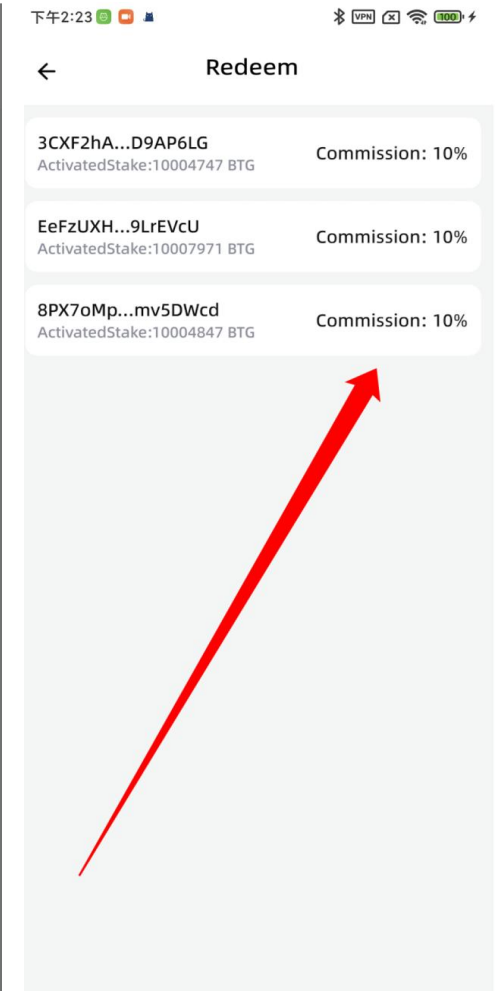 下午2:23
VPN
100
Redeem
3CXF2hA...D9AP6LG
Commission: 10%
ActivatedStake:10004747 BTG
EeFzUXH...9LrEVcU
Commission: 10%
ActivatedStake:10007971 BTG
8PX7oMp...mv5DWcd
Commission: 10%
ActivatedStake:10004847 BTG